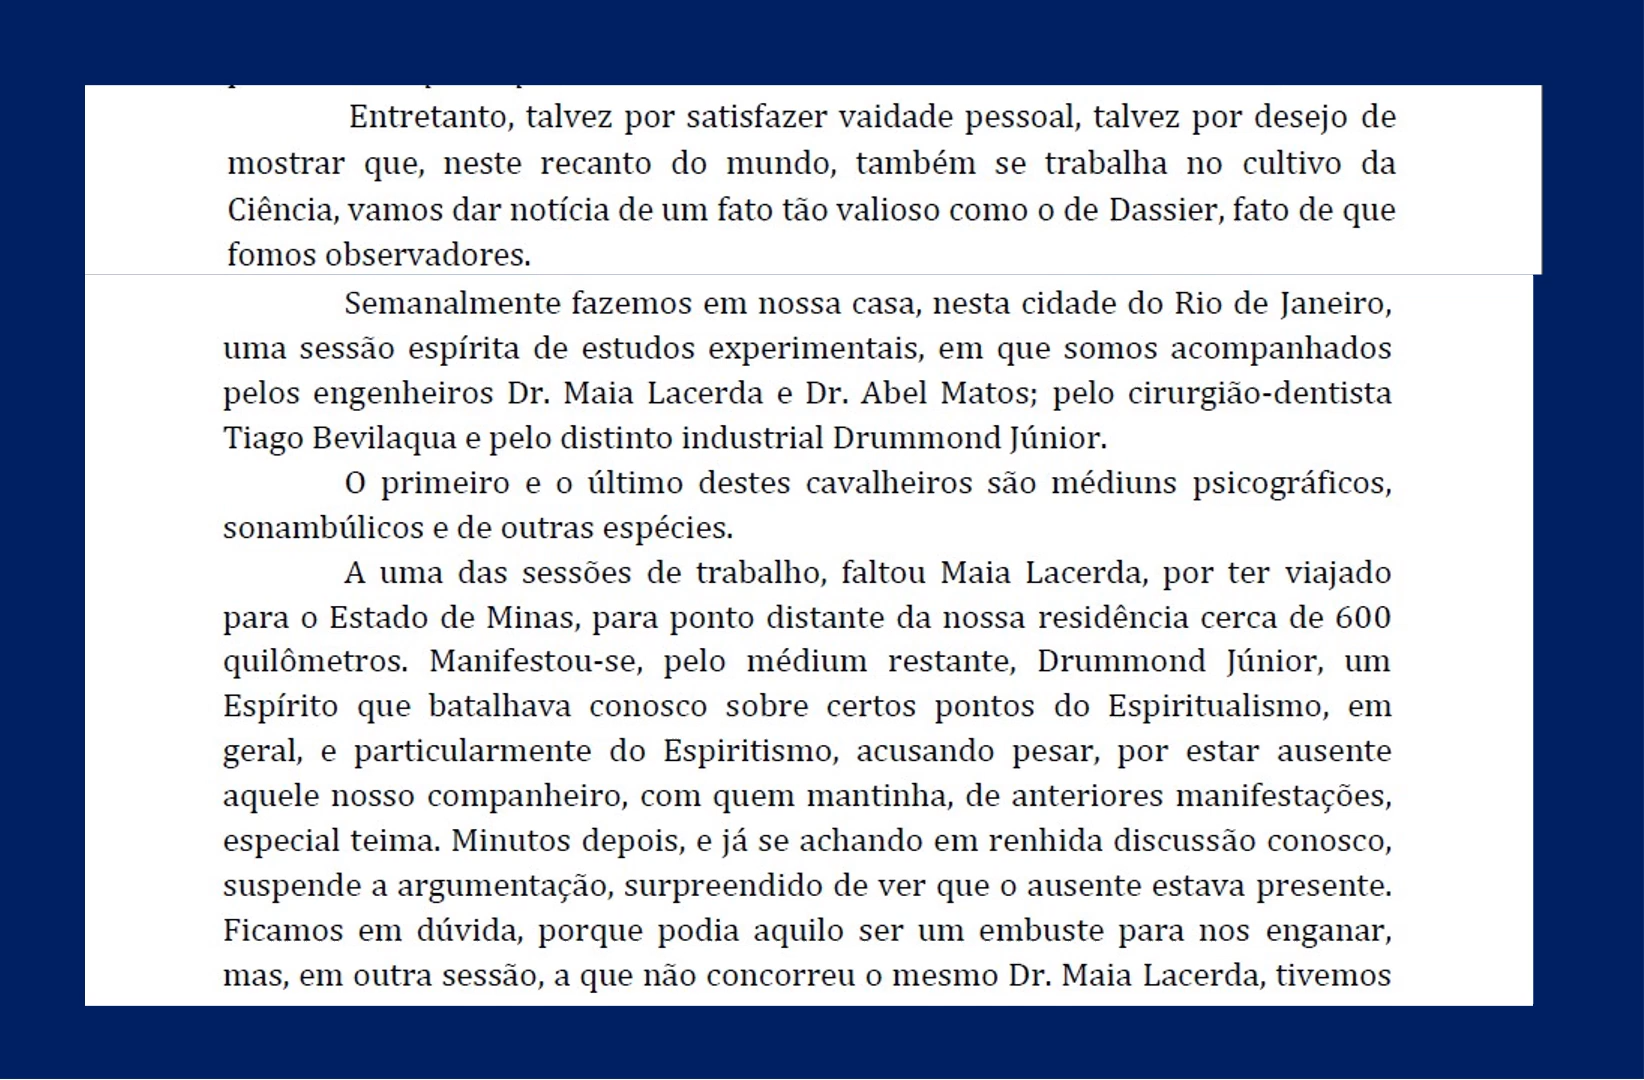 Entretanto, talvez por satisfazer vaidade pessoal, talvez por desejo de
mostrar que, neste recanto do mundo, também se trabalha no cultivo da
Ciência, vamos dar notícia de um fato tão valioso como o de Dassier, fato de que
fomos observadores.
Semanalmente fazemos em nossa casa, nesta cidade do Rio de Janeiro,
uma sessão espírita de estudos experimentais, em que somos acompanhados
pelos engenheiros Dr. Maia Lacerda e Dr. Abel Matos; pelo cirurgião-dentista
Tiago Bevilaqua e pelo distinto industrial Drummond Júnior.
O primeiro e o último destes cavalheiros são médiuns psicográficos,
sonambúlicos e de outras espécies.
A uma das sessões de trabalho, faltou Maia Lacerda, por ter viajado
para o Estado de Minas, para ponto distante da nossa residência cerca de 600
quilômetros. Manifestou-se, pelo médium restante, Drummond Júnior, um
Espírito que batalhava conosco sobre certos pontos do Espiritualismo, em
geral, e particularmente do Espiritismo, acusando pesar, por estar ausente
aquele nosso companheiro, com quem mantinha, de anteriores manifestações,
especial teima. Minutos depois, e já se achando em renhida discussão conosco,
suspende a argumentação, surpreendido de ver que o ausente estava presente.
Ficamos em dúvida, porque podia aquilo ser um embuste para nos enganar,
mas, em outra sessão, a que não concorreu o mesmo Dr. Maia Lacerda, tivemos